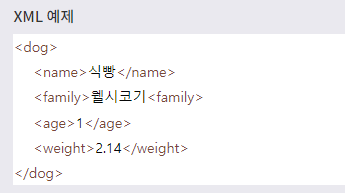 XML 예제
<dog>
<name>식빵</name>
<family>웰시코기<family>
<age>1</age>
<weight>2.14</weight>
</dog>